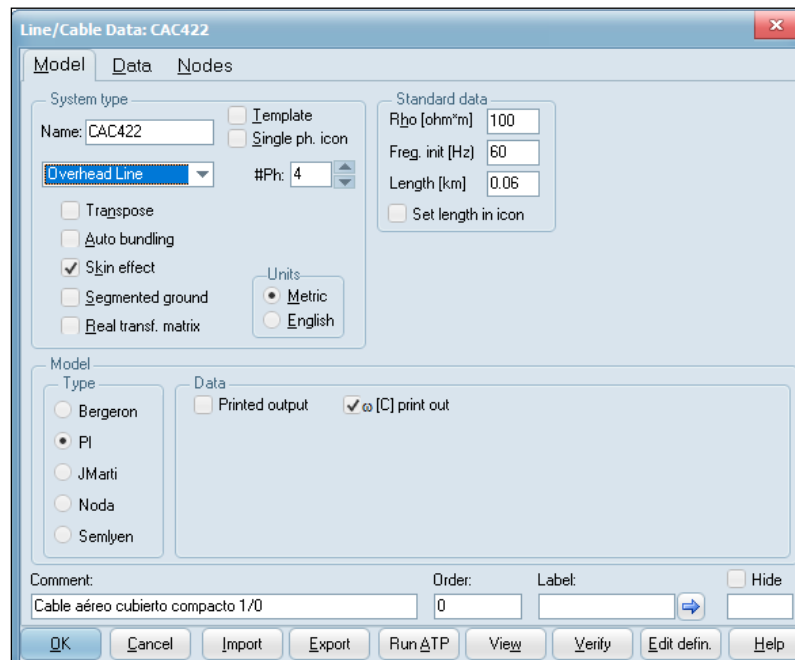 Line/Cable Data: CAC422
Model Data Nodes
System type
Name: CAC422
Template
Single ph. icon
Overhead Line
#Ph: 4
Transpose
Auto bundling
Skin effect
Segmented ground
Real transf. matrix
Units
Metric
English
Standard data
Rho [ohm*m] 100
Freq. init [Hz] 60
Length [km] 0.06
Set length in icon
Model
Type
Bergeron
PI
JMarti
Noda
Semlyen
Data
Printed output
ω [C] print out
Comment: Order: Label: Hide
Cable aéreo cubierto compacto 1/0 0
OK Cancel Import Export Run ATP View Verify Edit defin. Help